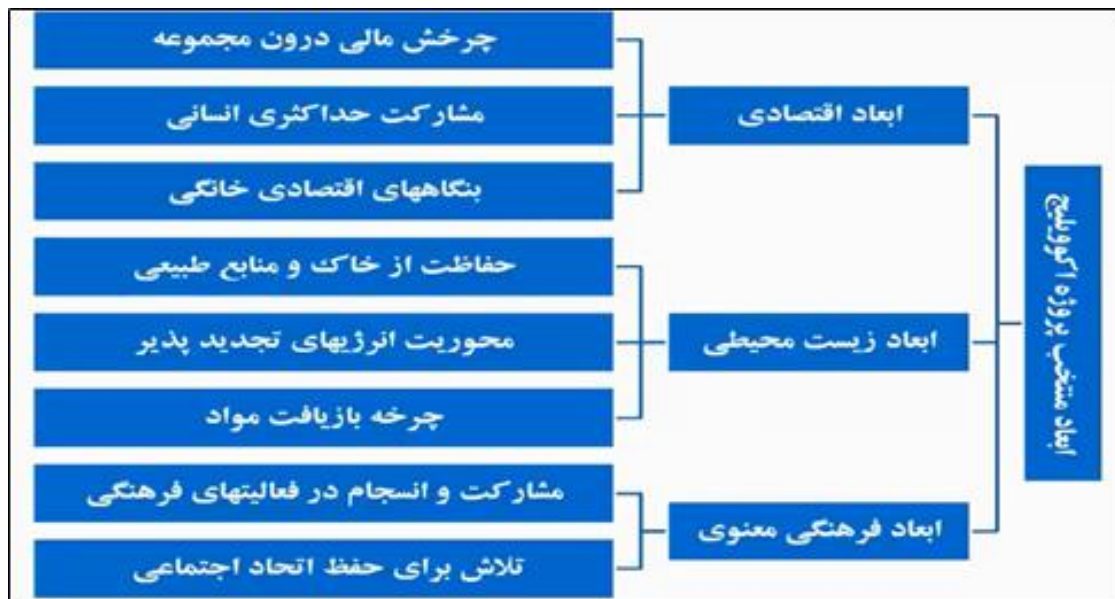 ابعاد منتخب پروژه اکوویلیج
ابعاد اقتصادی
چرخش مالی درون مجموعه
مشارکت حداکثری انسانی
بنگاههای اقتصادی خانگی
ابعاد زیست محیطی
حفاظت از خاک و منابع طبیعی
محوریت انرژیهای تجدید پذیر
چرخه بازیافت مواد
ابعاد فرهنگی معنوی
مشارکت و انسجام در فعالیتهای فرهنگی
تلاش برای حفظ اتحاد اجتماعی